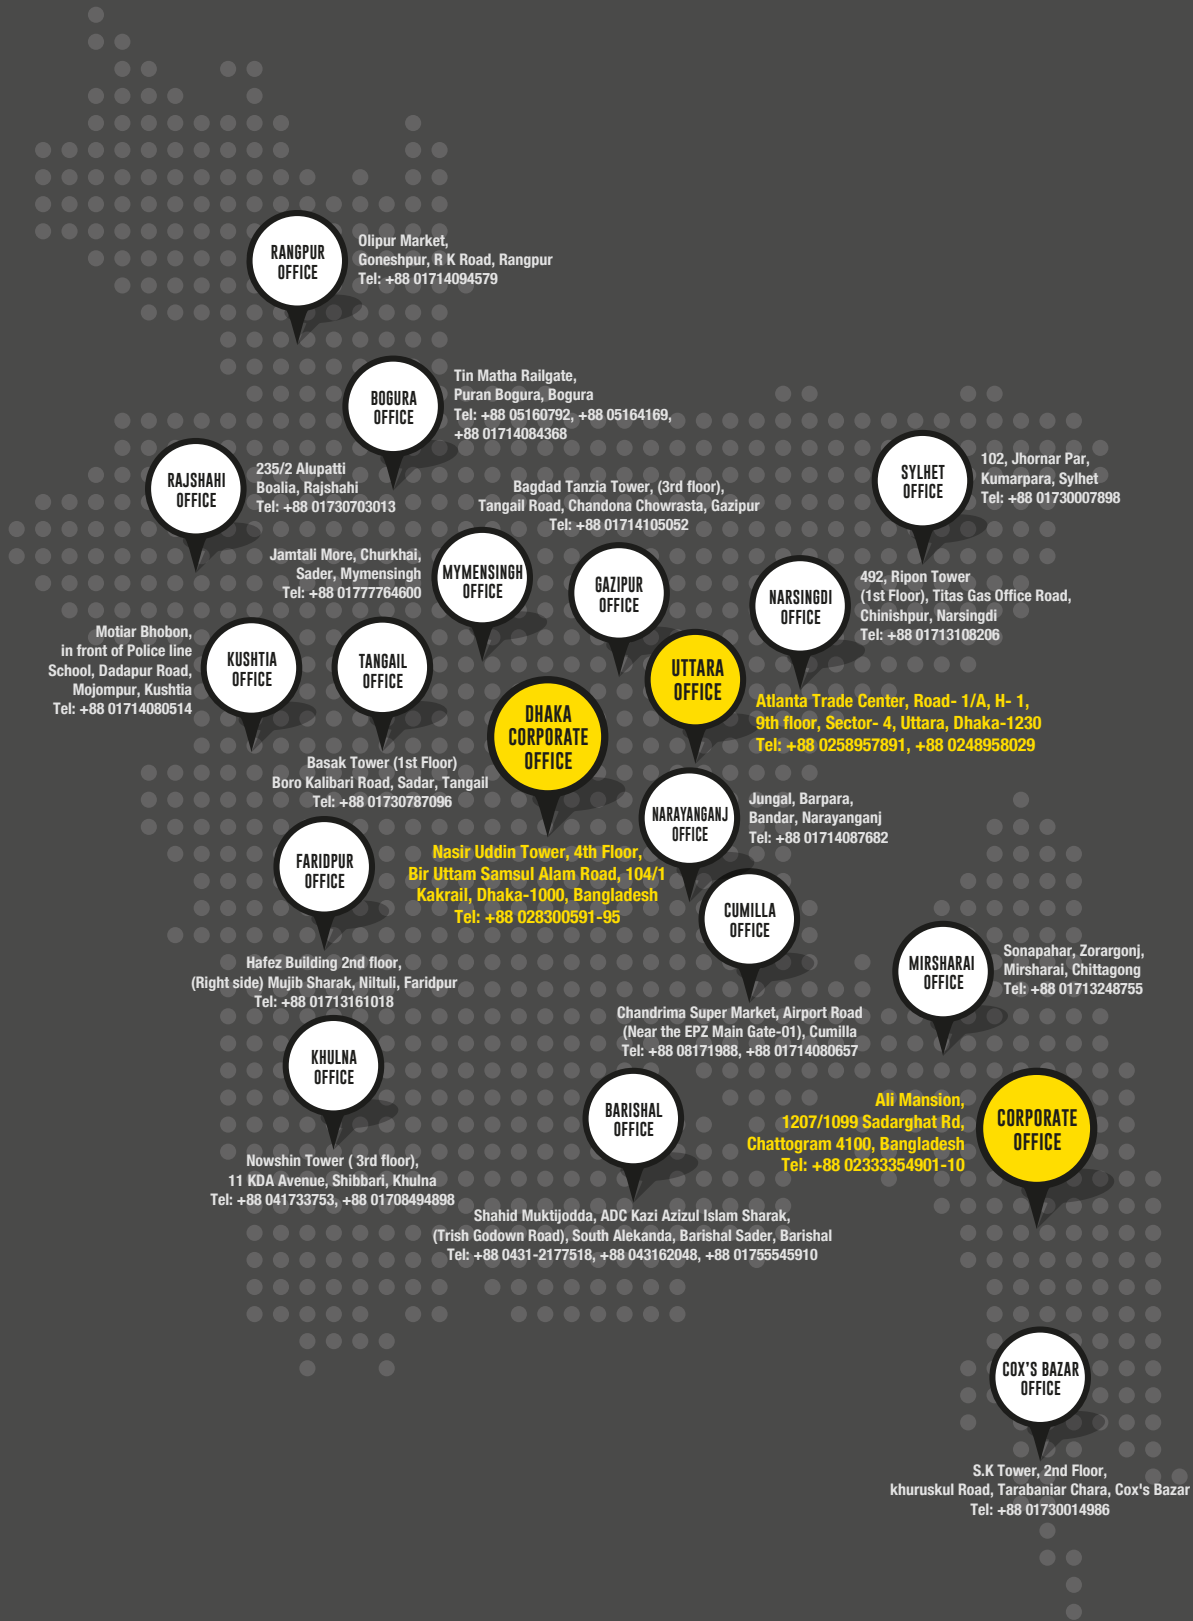 RANGPUR
OFFICE
Olipur Market,
Goneshpur, R K Road, Rangpur
Tel: +88 01714094579
BOGURA
OFFICE
Tin Matha Railgate,
Puran Bogura, Bogura
Tel: +88 05160792, +88 05164169,
+88 01714084368
RAJSHAHI
OFFICE
235/2 Alupatti
Boalia, Rajshahi
Tel: +88 01730703013
SYLHET
OFFICE
102, Jhornar Par,
Kumarpara, Sylhet
Tel: +88 01730007898
Bagdad Tanzia Tower, (3rd floor),
Tangail Road, Chandona Chowrasta, Gazipur
Tel: +88 01714105052
GAZIPUR
OFFICE
Jamtali More, Churkhai,
Sader, Mymensingh
Tel: +88 01777764600
MYMENSINGH
OFFICE
NARSINGDI
OFFICE
492, Ripon Tower
(1st Floor), Titas Gas Office Road,
Chinishpur, Narsingdi
Tel: +88 01713108206
Motiar Bhobon,
in front of Police line
School, Dadapur Road,
Mojompur, Kushtia
Tel: +88 01714080514
KUSHTIA
OFFICE
TANGAIL
OFFICE
Basak Tower (1st Floor)
Boro Kalibari Road, Sadar, Tangail
Tel: +88 01730787096
UTTARA
OFFICE
Atlanta Trade Center, Road- 1/A, H- 1,
9th floor, Sector- 4, Uttara, Dhaka-1230
Tel: +88 0258957891, +88 0248958029
DHAKA
CORPORATE
OFFICE
Nasir Uddin Tower, 4th Floor,
Bir Uttam Samsul Alam Road, 104/1
Kakrail, Dhaka-1000, Bangladesh
Tel: +88 028300591-95
NARAYANGANJ
OFFICE
Jungal, Barpara,
Bandar, Narayanganj
Tel: +88 01714087682
FARIDPUR
OFFICE
Hafez Building 2nd floor,
(Right side) Mujib Sharak, Niltuli, Faridpur
Tel: +88 01713161018
CUMILLA
OFFICE
Chandrima Super Market, Airport Road
(Near the EPZ Main Gate-01), Cumilla
Tel: +88 08171988, +88 01714080657
MIRSHARAI
OFFICE
Sonapahar, Zorargonj,
Mirsharai, Chittagong
Tel: +88 01713248755
KHULNA
OFFICE
Nowshin Tower ( 3rd floor),
11 KDA Avenue, Shibbari, Khulna
Tel: +88 041733753, +88 01708494898
BARISHAL
OFFICE
Shahid Muktijodda, ADC Kazi Azizul Islam Sharak,
(Trish Godown Road), South Alekanda, Barishal Sader, Barishal
Tel: +88 0431-2177518, +88 043162048, +88 01755545910
Ali Mansion,
1207/1099 Sadarghat Rd,
Chattogram 4100, Bangladesh
Tel: +88 02333354901-10
CORPORATE
OFFICE
COX'S BAZAR
OFFICE
S.K Tower, 2nd Floor,
khuruskul Road, Tarabaniar Chara, Cox's Bazar
Tel: +88 01730014986